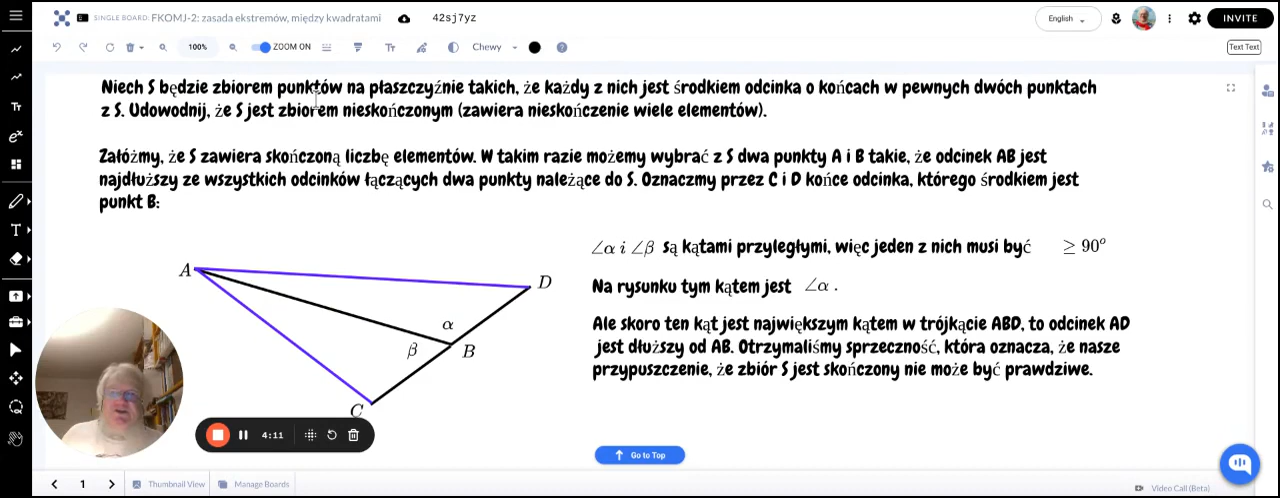 SINGLE BOARD: FKOMJ-2: zasada ekstremów, między kwadratami
42sj7yz
English
INVITE
100%
ZOOM ON
Tr
Chewy
Text Text
Niech S będzie zbiorem punktów na płaszczyźnie takich, że każdy z nich jest środkiem odcinka o końcach w pewnych dwóch punktach
z S. Udowodnij, że S jest zbiorem nieskończonym (zawiera nieskończenie wiele elementów).
Załóżmy, że S zawiera skończoną liczbę elementów. W takim razie możemy wybrać z S dwa punkty A i B takie, że odcinek AB jest
najdłuższy ze wszystkich odcinków łączących dwa punkty należące do S. Oznaczmy przez C i D końce odcinka, którego środkiem jest
punkt B:
∠α i ∠β są kątami przyległymi, więc jeden z nich musi być ≥ 90°
Na rysunku tym kątem jest ∠α .
Ale skoro ten kąt jest największym kątem w trójkącie ABD, to odcinek AD
jest dłuższy od AB. Otrzymaliśmy sprzeczność, która oznacza, że nasze
przypuszczenie, że zbiór S jest skończony nie może być prawdziwe.
A
D
α
β
B
C
4:11
Go to Top
1
Thumbnail View
Manage Boards
Video Call (Beta)